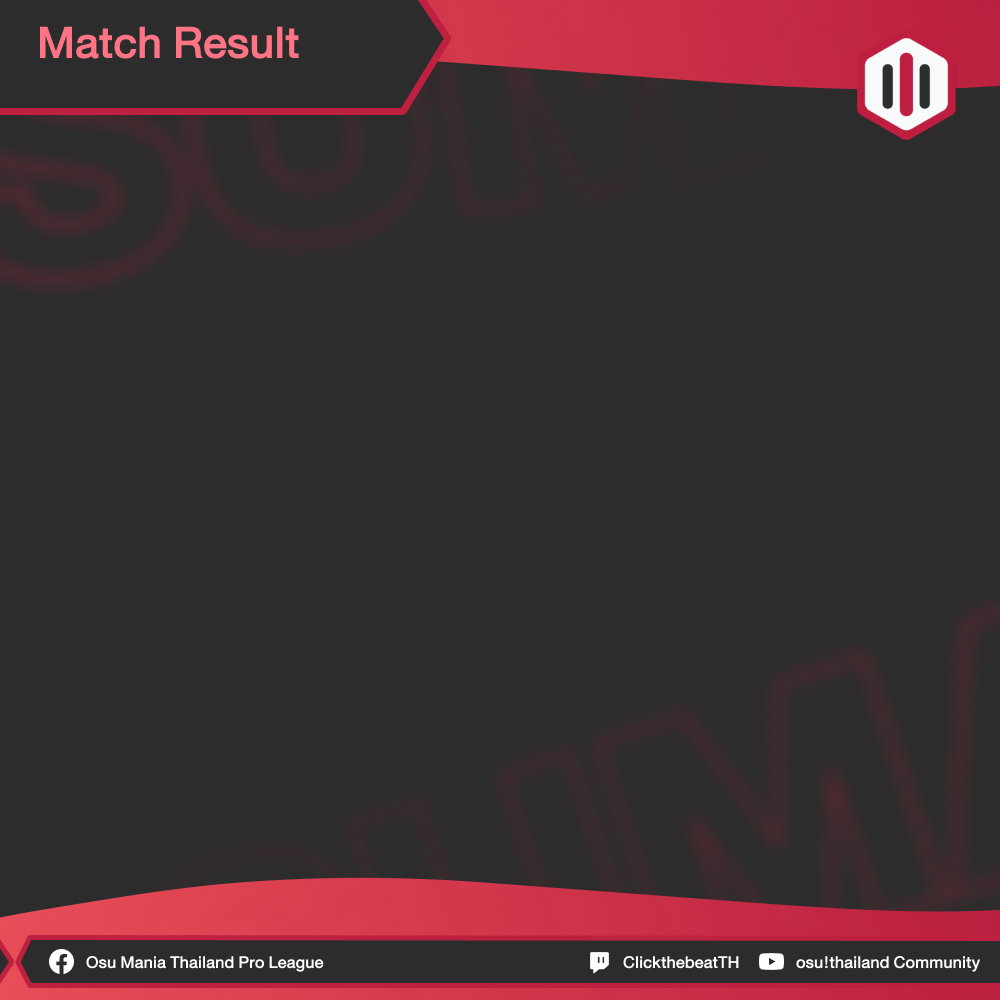 Match Result
Osu Mania Thailand Pro League
ClickthebeatTH
osu!thailand Community